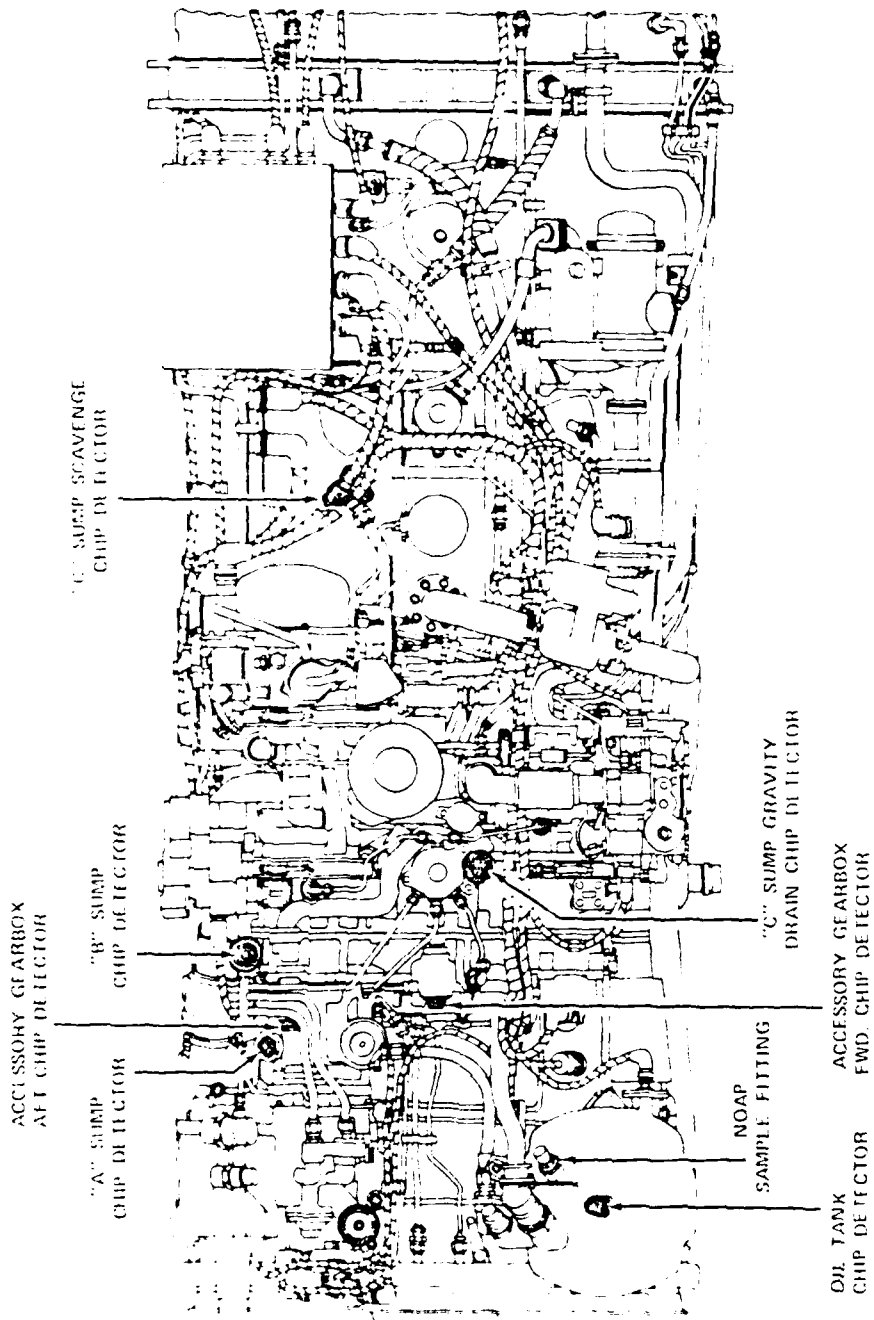 ACCESSORY GEARBOX
AFT CHIP DETECTOR
"A" SUMP
CHIP DETECTOR
"B" SUMP
CHIP DETECTOR
"C" SUMP SCAVENGE
CHIP DETECTOR
OIL TANK
CHIP DETECTOR
NOAP
SAMPLE FITTING
ACCESSORY GEARBOX
FWD. CHIP DETECTOR
"C" SUMP GRAVITY
DRAIN CHIP DETECTOR